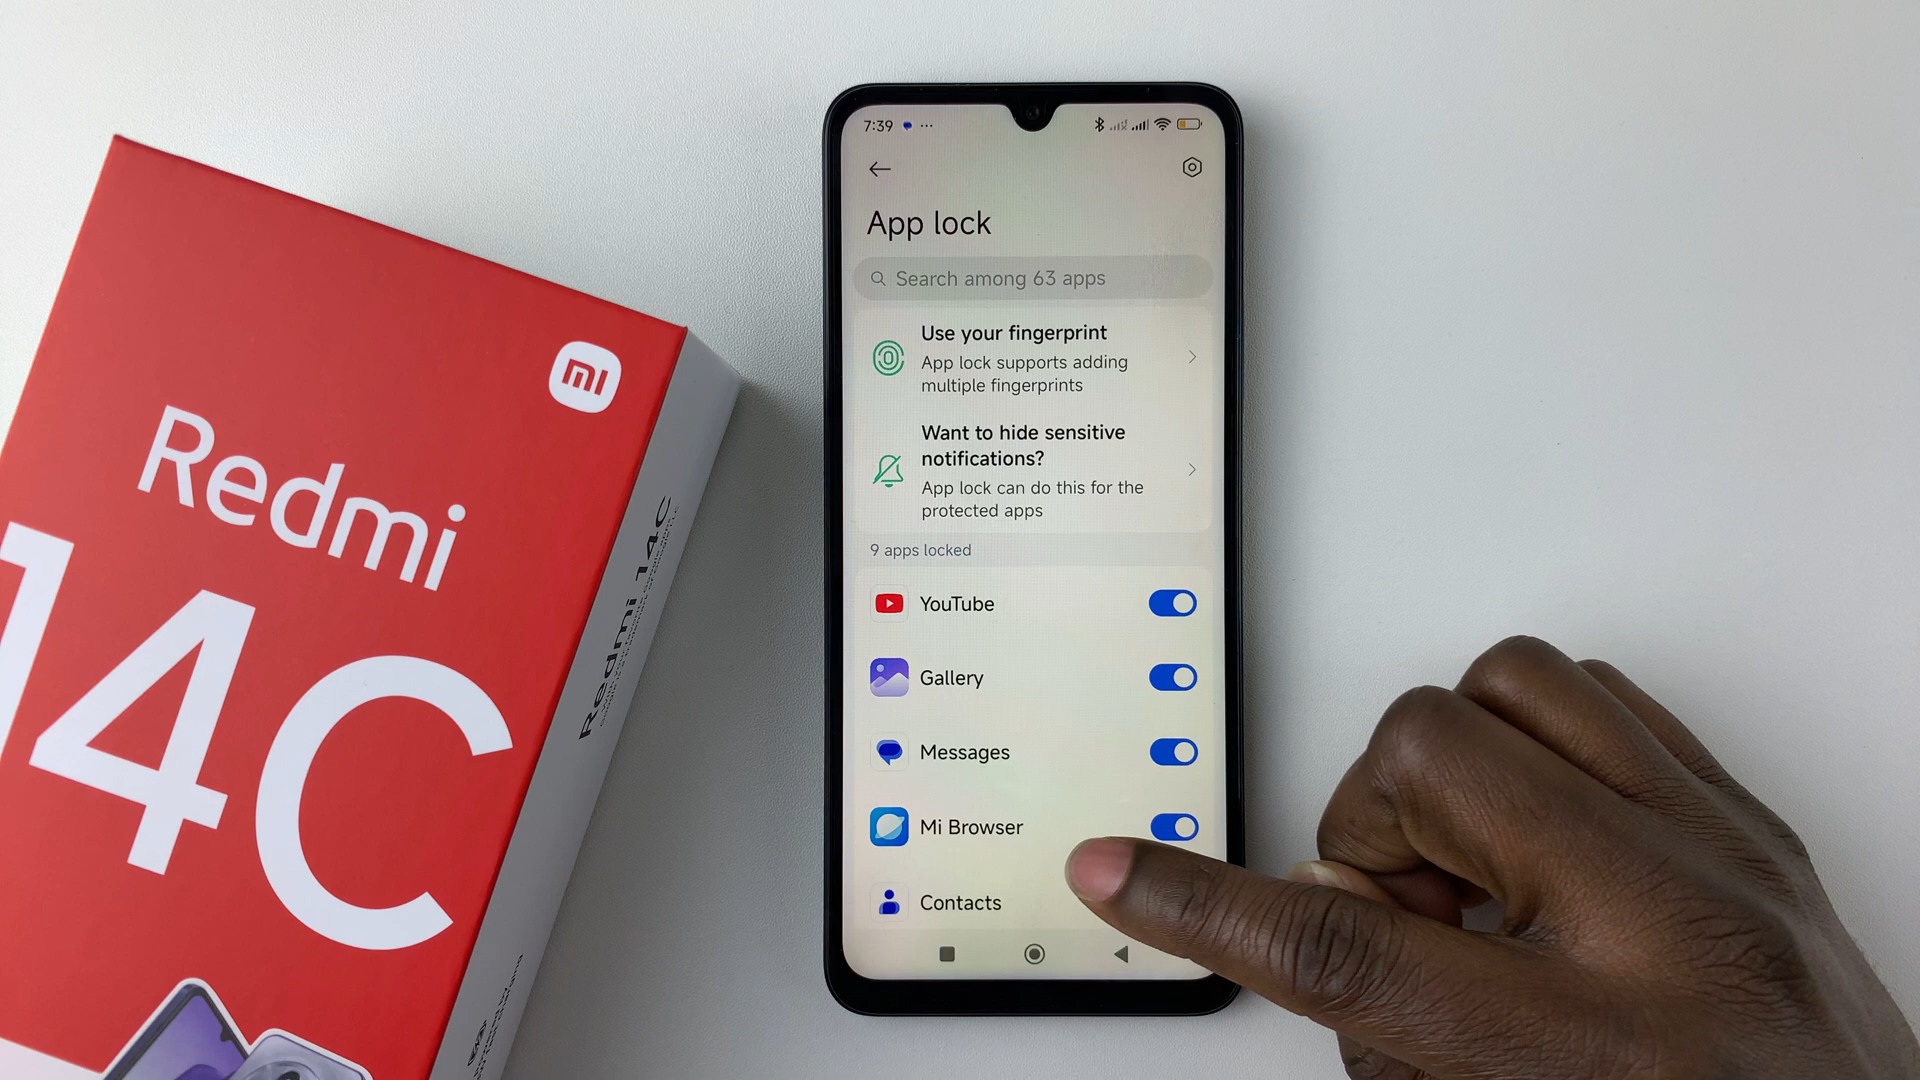 Redmi
14C
Redmi 14C
7:39
App lock
Search among 63 apps
Use your fingerprint
App lock supports adding
multiple fingerprints
Want to hide sensitive
notifications?
App lock can do this for the
protected apps
9 apps locked
YouTube
Gallery
Messages
Mi Browser
Contacts